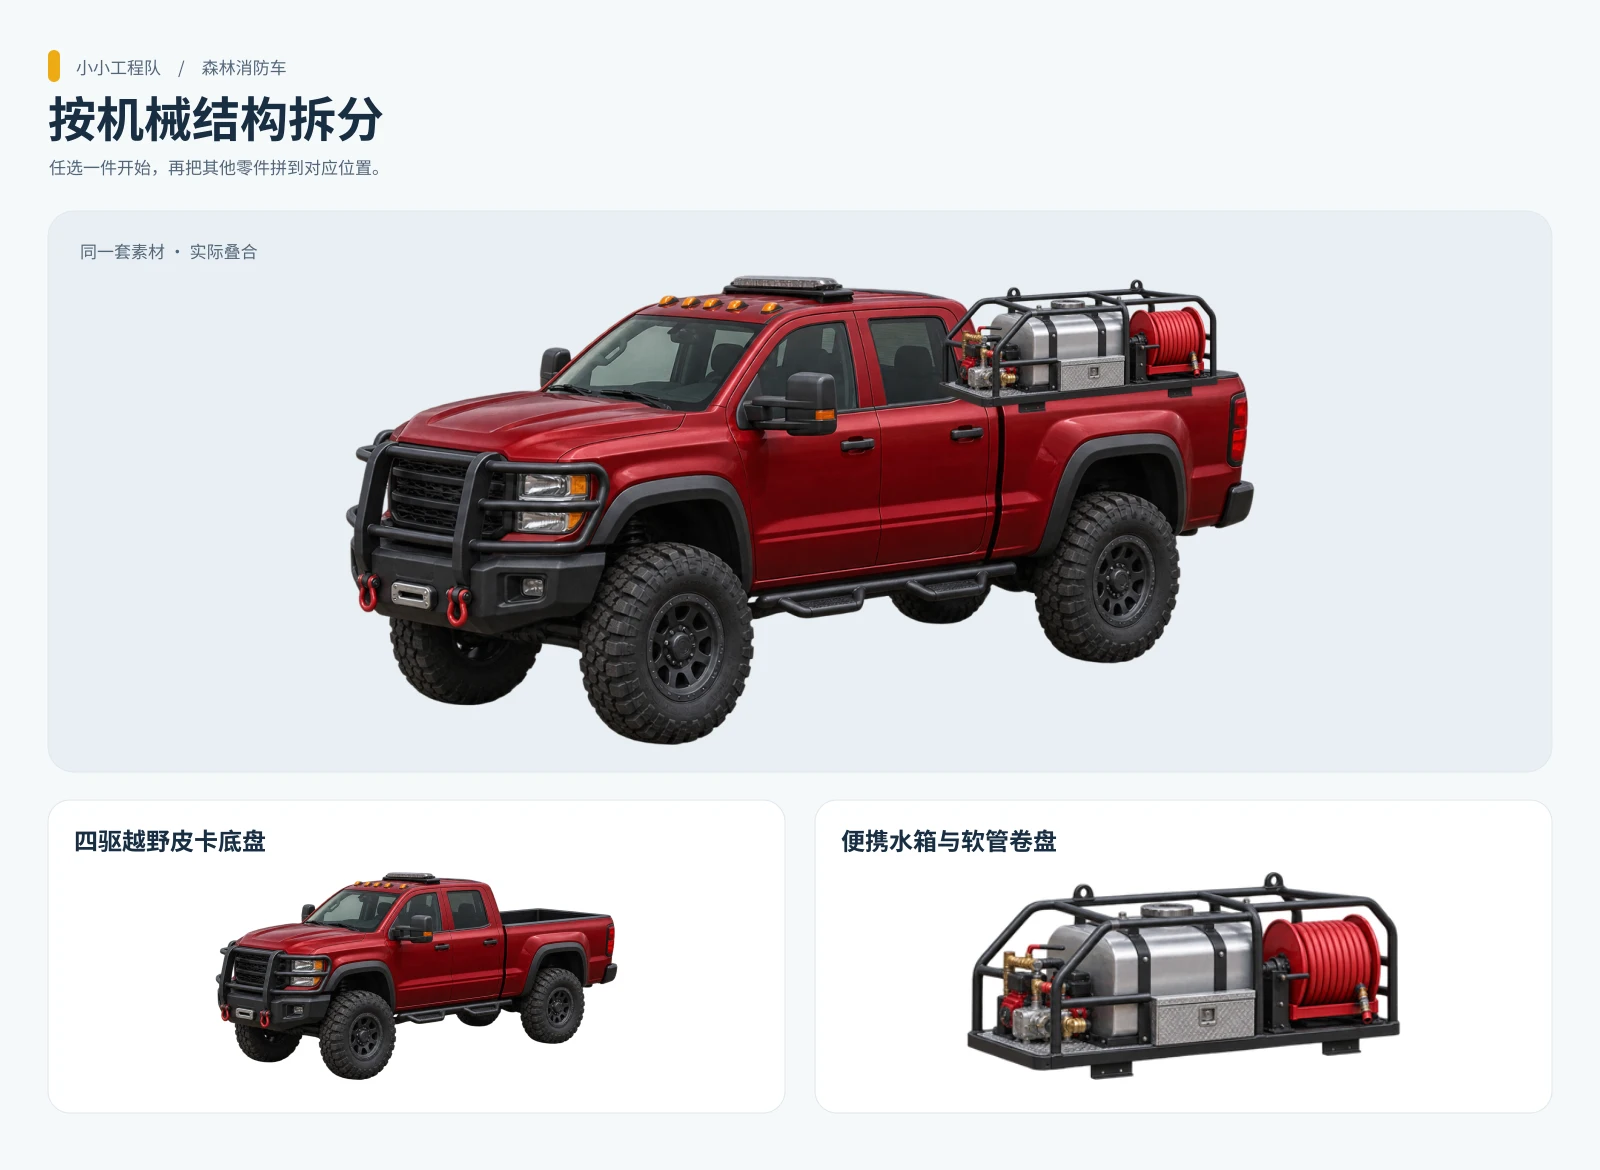 小小工程队 / 森林消防车
按机械结构拆分
任选一件开始，再把其他零件拼到对应位置。
同一套素材 · 实际叠合
四驱越野皮卡底盘
便携水箱与软管卷盘